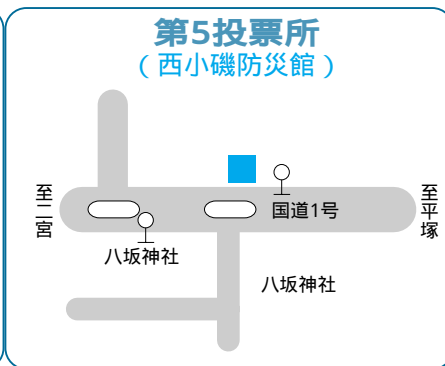 第5投票所
（西小磯防災館）
至二宮
国道1号
至平塚
八坂神社
八坂神社